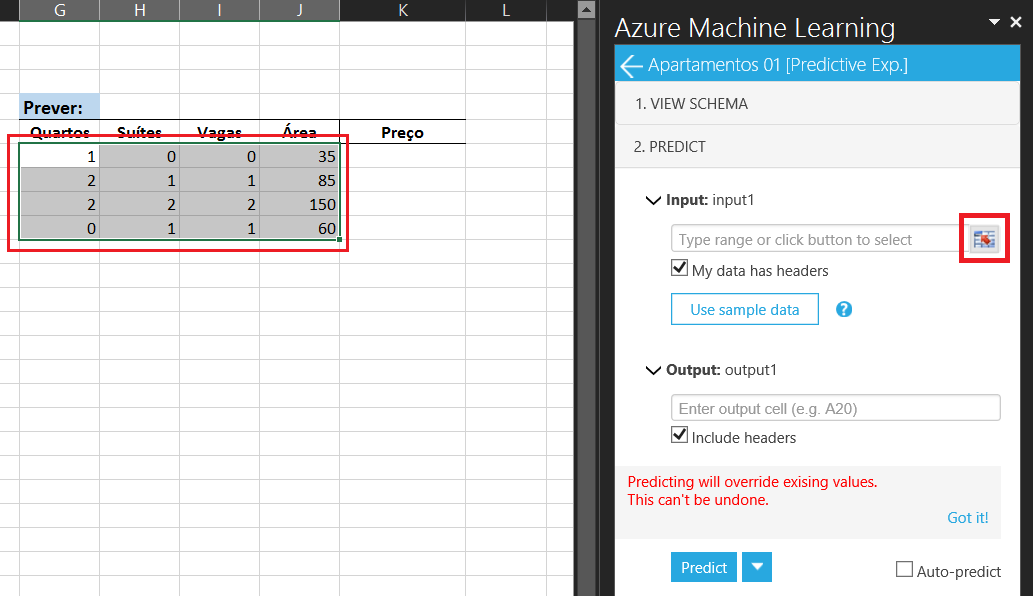 G H I J K L
Prever:
Quartos Suítes Vagas Área Preço
1 0 0 35
2 1 1 85
2 2 2 150
0 1 1 60
Azure Machine Learning
Apartamentos 01 [Predictive Exp.]
1. VIEW SCHEMA
2. PREDICT
Input: input1
Type range or click button to select
My data has headers
Use sample data ?
Output: output1
Enter output cell (e.g. A20)
Include headers
Predicting will override exising values.
This can't be undone.
Got it!
Predict
Auto-predict